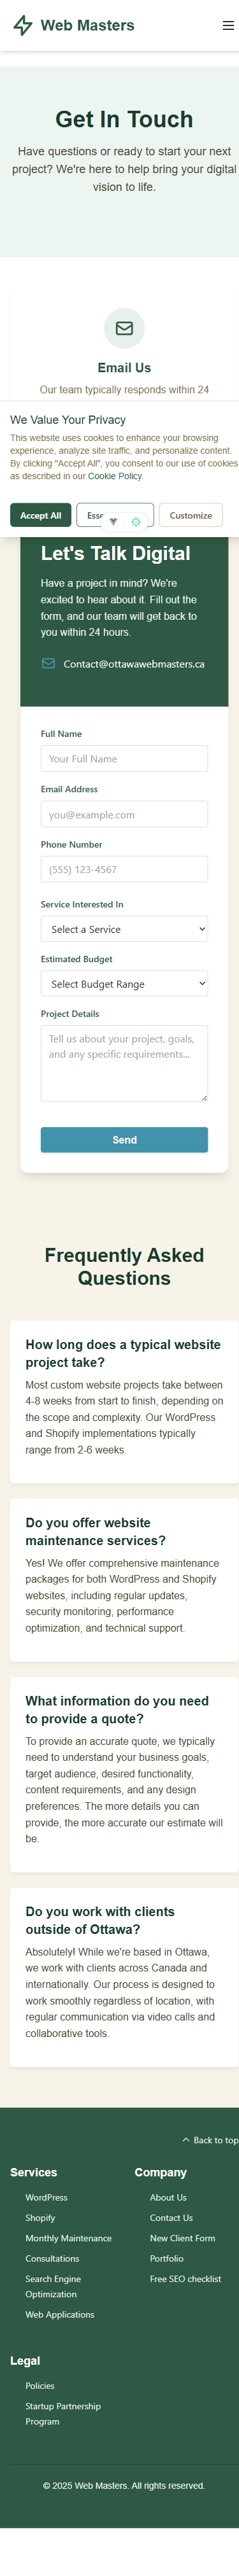 Web Masters
Get In Touch
Have questions or ready to start your next
project? We're here to help bring your digital
vision to life.
Email Us
Our team typically responds within 24
We Value Your Privacy
This website uses cookies to enhance your browsing
experience, analyze site traffic, and personalize content.
By clicking "Accept All", you consent to our use of cookies
as described in our Cookie Policy.
Accept All
Customize
Let's Talk Digital
Have a project in mind? We're
excited to hear about it. Fill out the
form, and our team will get back to
you within 24 hours.
Contact@ottawawebmasters.ca
Full Name
Your Full Name
Email Address
you@example.com
Phone Number
(555) 123-4567
Service Interested In
Select a Service
Estimated Budget
Select Budget Range
Project Details
Tell us about your project, goals,
and any specific requirements...
Send
Frequently Asked
Questions
How long does a typical website
project take?
Most custom website projects take between
4-8 weeks from start to finish, depending on
the scope and complexity. Our WordPress
and Shopify implementations typically
range from 2-6 weeks.
Do you offer website
maintenance services?
Yes! We offer comprehensive maintenance
packages for both WordPress and Shopify
websites, including regular updates,
security monitoring, performance
optimization, and technical support.
What information do you need
to provide a quote?
To provide an accurate quote, we typically
need to understand your business goals,
target audience, desired functionality,
content requirements, and any design
preferences. The more details you can
provide, the more accurate our estimate will
be.
Do you work with clients
outside of Ottawa?
Absolutely! While we're based in Ottawa,
we work with clients across Canada and
internationally. Our process is designed to
work smoothly regardless of location, with
regular communication via video calls and
collaborative tools.
Back to top
Services
WordPress
Shopify
Monthly Maintenance
Consultations
Search Engine
Optimization
Web Applications
Company
About Us
Contact Us
New Client Form
Portfolio
Free SEO checklist
Legal
Policies
Startup Partnership
Program
© 2025 Web Masters. All rights reserved.